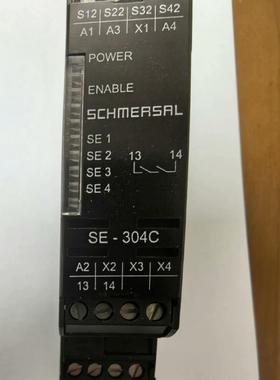 S12 S22 S32 S42
A1 A3 X1 A4
POWER
ENABLE
SCHMERSAL
SE 1
SE 2 13 14
SE 3
SE 4
SE - 304C
A2 X2 X3 X4
13 14